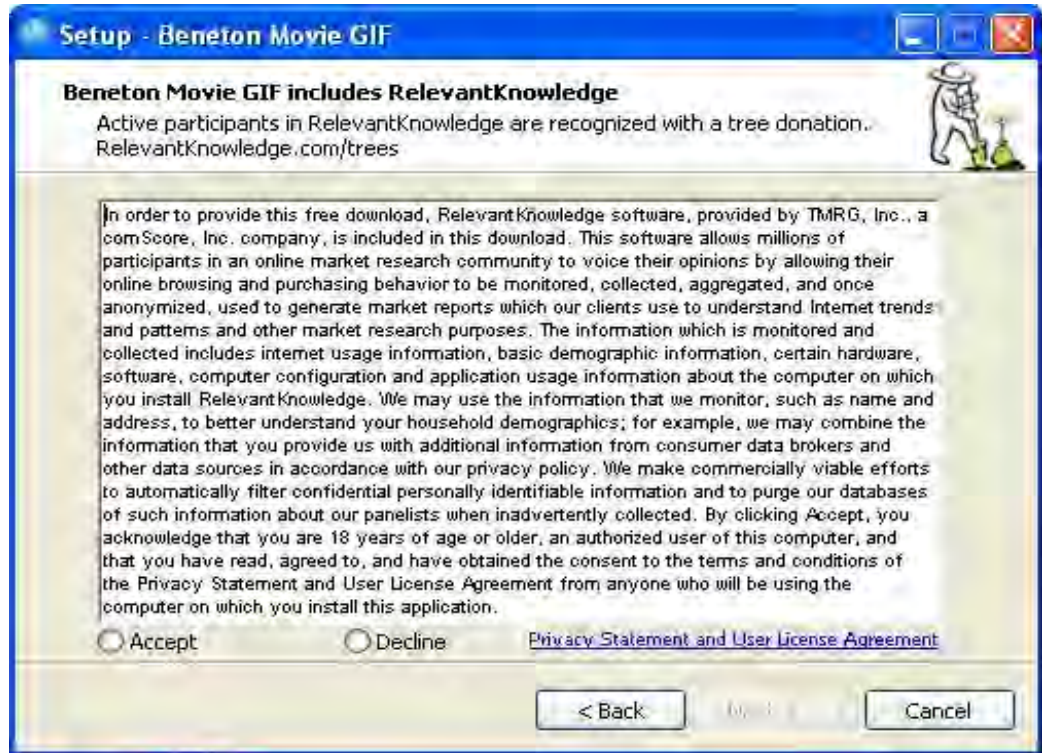 Setup - Beneton Movie GIF
Beneton Movie GIF includes RelevantKnowledge
Active participants in RelevantKnowledge are recognized with a tree donation.
RelevantKnowledge.com/trees
In order to provide this free download, RelevantKnowledge software, provided by TMRG, Inc., a
comScore, Inc. company, is included in this download. This software allows millions of
participants in an online market research community to voice their opinions by allowing their
online browsing and purchasing behavior to be monitored, collected, aggregated, and once
anonymized, used to generate market reports which our clients use to understand Internet trends
and patterns and other market research purposes. The information which is monitored and
collected includes internet usage information, basic demographic information, certain hardware,
software, computer configuration and application usage information about the computer on which
you install RelevantKnowledge. We may use the information that we monitor, such as name and
address, to better understand your household demographics; for example, we may combine the
information that you provide us with additional information from consumer data brokers and
other data sources in accordance with our privacy policy. We make commercially viable efforts
to automatically filter confidential personally identifiable information and to purge our databases
of such information about our panelists when inadvertently collected. By clicking Accept, you
acknowledge that you are 18 years of age or older, an authorized user of this computer, and
that you have read, agreed to, and have obtained the consent to the terms and conditions of
the Privacy Statement and User License Agreement from anyone who will be using the
computer on which you install this application.
Accept Decline Privacy Statement and User License Agreement
< Back Cancel